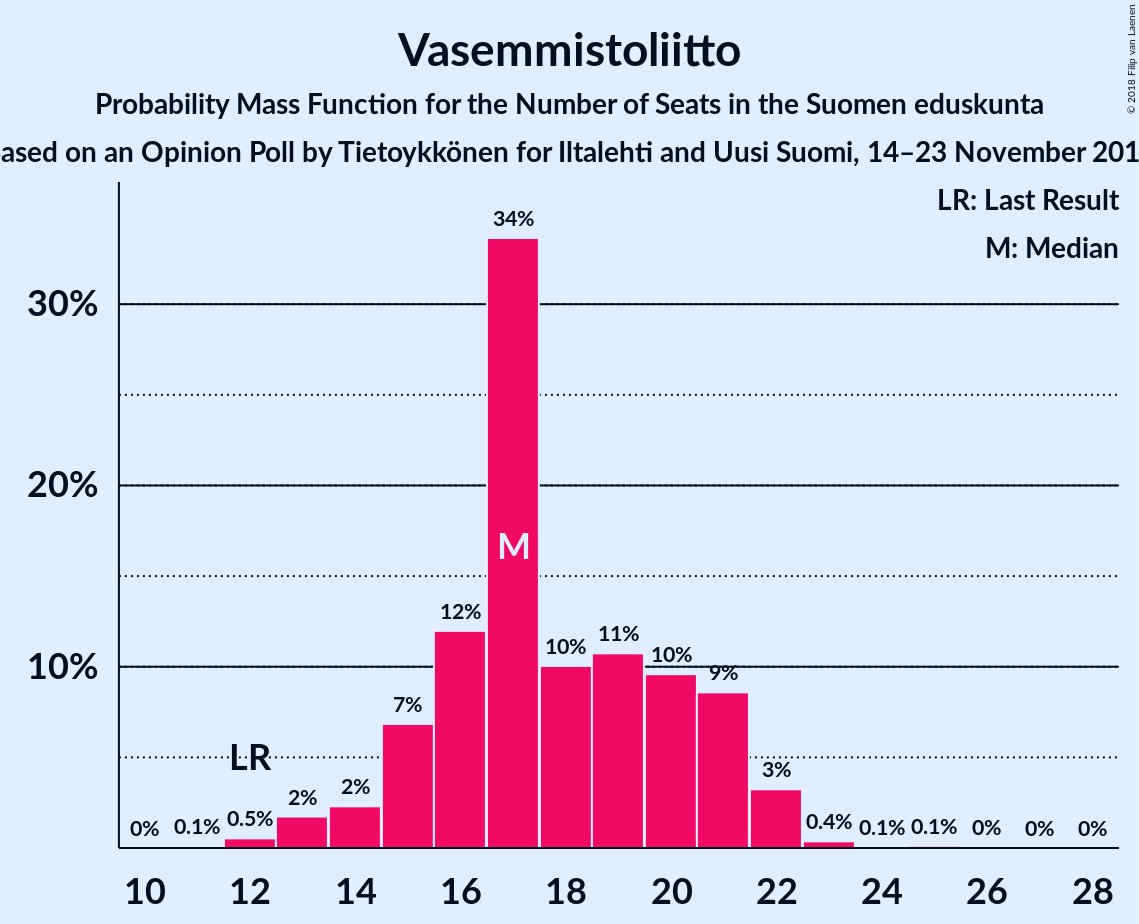 Vasemmistoliitto
Probability Mass Function for the Number of Seats in the Suomen eduskunta
ased on an Opinion Poll by Tietoykkönen for Iltalehti and Uusi Suomi, 14–23 November 201
© 2018 Filip van Laenen
LR: Last Result
M: Median
34%
30%
20%
M
12%
11%
10%
10%
9%
10%
7%
LR
3%
2%
2%
0.5%
0.4%
0%
0.1%
0.1%
0.1%
0%
0%
0%
10 12 14 16 18 20 22 24 26 28